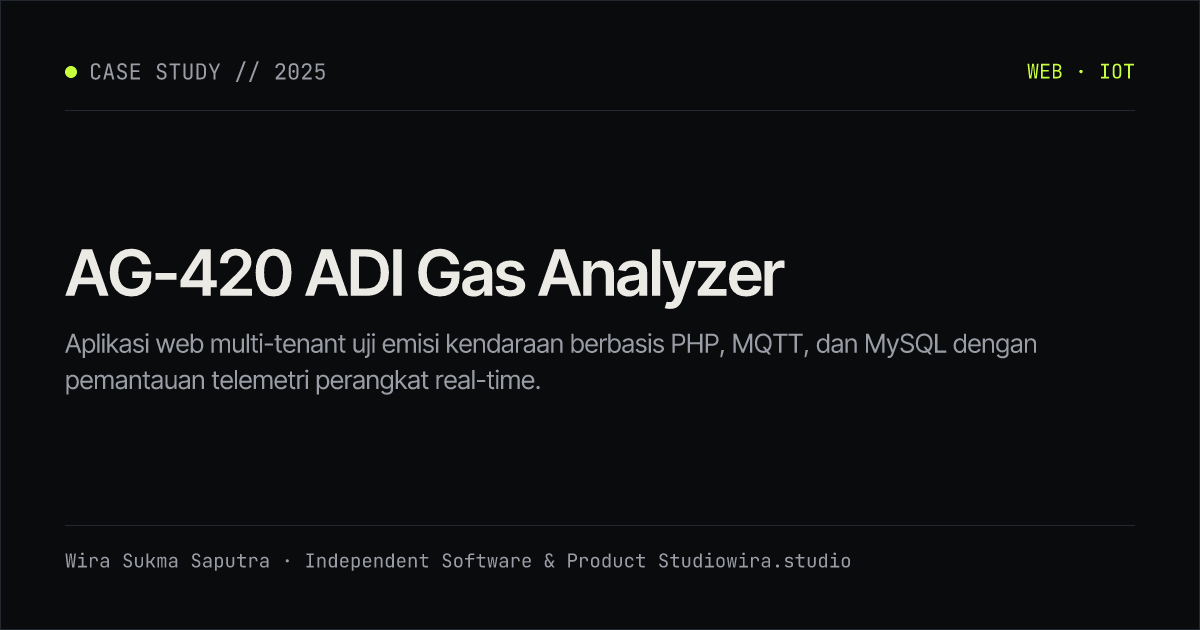 CASE STUDY // 2025
WEB · IOT
AG-420 ADI Gas Analyzer
Aplikasi web multi-tenant uji emisi kendaraan berbasis PHP, MQTT, dan MySQL dengan
pemantauan telemetri perangkat real-time.
Wira Sukma Saputra · Independent Software & Product Studiowira.studio